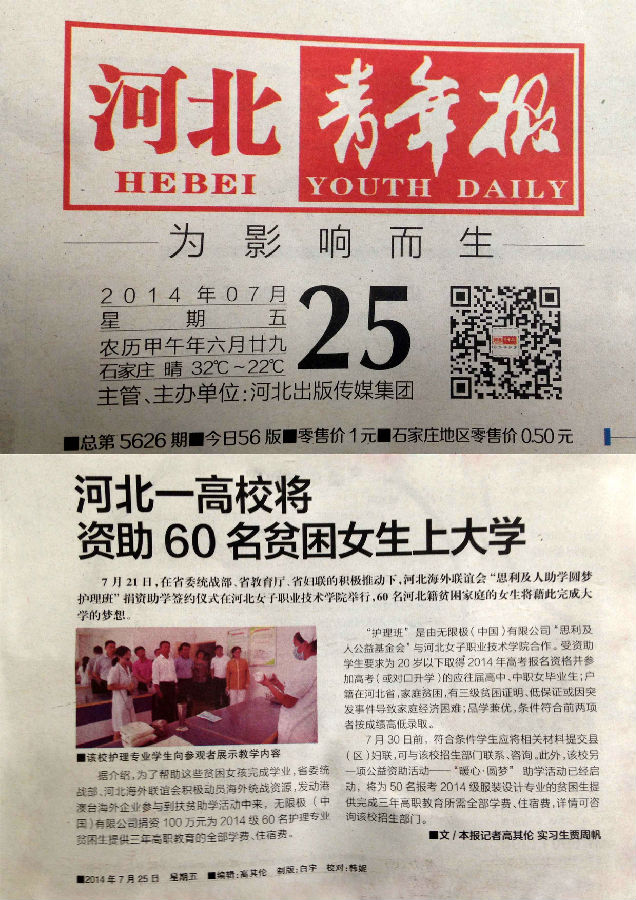 河北 青年报
HEBEI YOUTH DAILY
为影响而生
2014年07月
星期五
25
农历甲午年六月廿九
石家庄 晴 32℃~22℃
主管、主办单位:河北出版传媒集团
■总第5626期■今日56版■零售价1元■石家庄地区零售价0.50元
河北一高校将
资助60名贫困女生上大学
7月21日,在省委统战部、省教育厅、省妇联的积极推动下,河北海外联谊会“思利及人助学圆梦
护理班”捐资助学签约仪式在河北女子职业技术学院举行,60名河北籍贫困家庭的女生将藉此完成大
学的梦想。
■该校护理专业学生向参观者展示教学内容
据介绍,为了帮助这些贫困女孩完成学业,省委统
战部、河北海外联谊会积极动员海外统战资源,发动港
澳台海外企业参与到扶贫助学活动中来,无限极(中
国)有限公司捐资100万元为2014级60名护理专业
贫困生提供三年高职教育的全部学费、住宿费。
“护理班”是由无限极(中国)有限公司“思利及
人公益基金会”与河北女子职业技术学院合作。受资助
学生要求为20岁以下取得2014年高考报名资格并参
加高考(或对口升学)的应往届高中、中职女毕业生;户
籍在河北省,家庭贫困,有三级贫困证明、低保证或因突
发事件导致家庭经济困难;品学兼优,条件符合前两项
者按成绩高低录取。
7月30日前,符合条件学生应将相关材料提交县
(区)妇联,可与该校招生部门联系、咨询。此外,该校另
一项公益资助活动——“暖心·圆梦”助学活动已经启
动,将为50名报考2014级服装设计专业的贫困生提
供完成三年高职教育所需全部学费、住宿费,详情可咨
询该校招生部门。
■文/本报记者高其伦 实习生贾周帆
■2014年7月25日 星期五 ■编辑:高其伦 制版:白宇 校对:韩妮